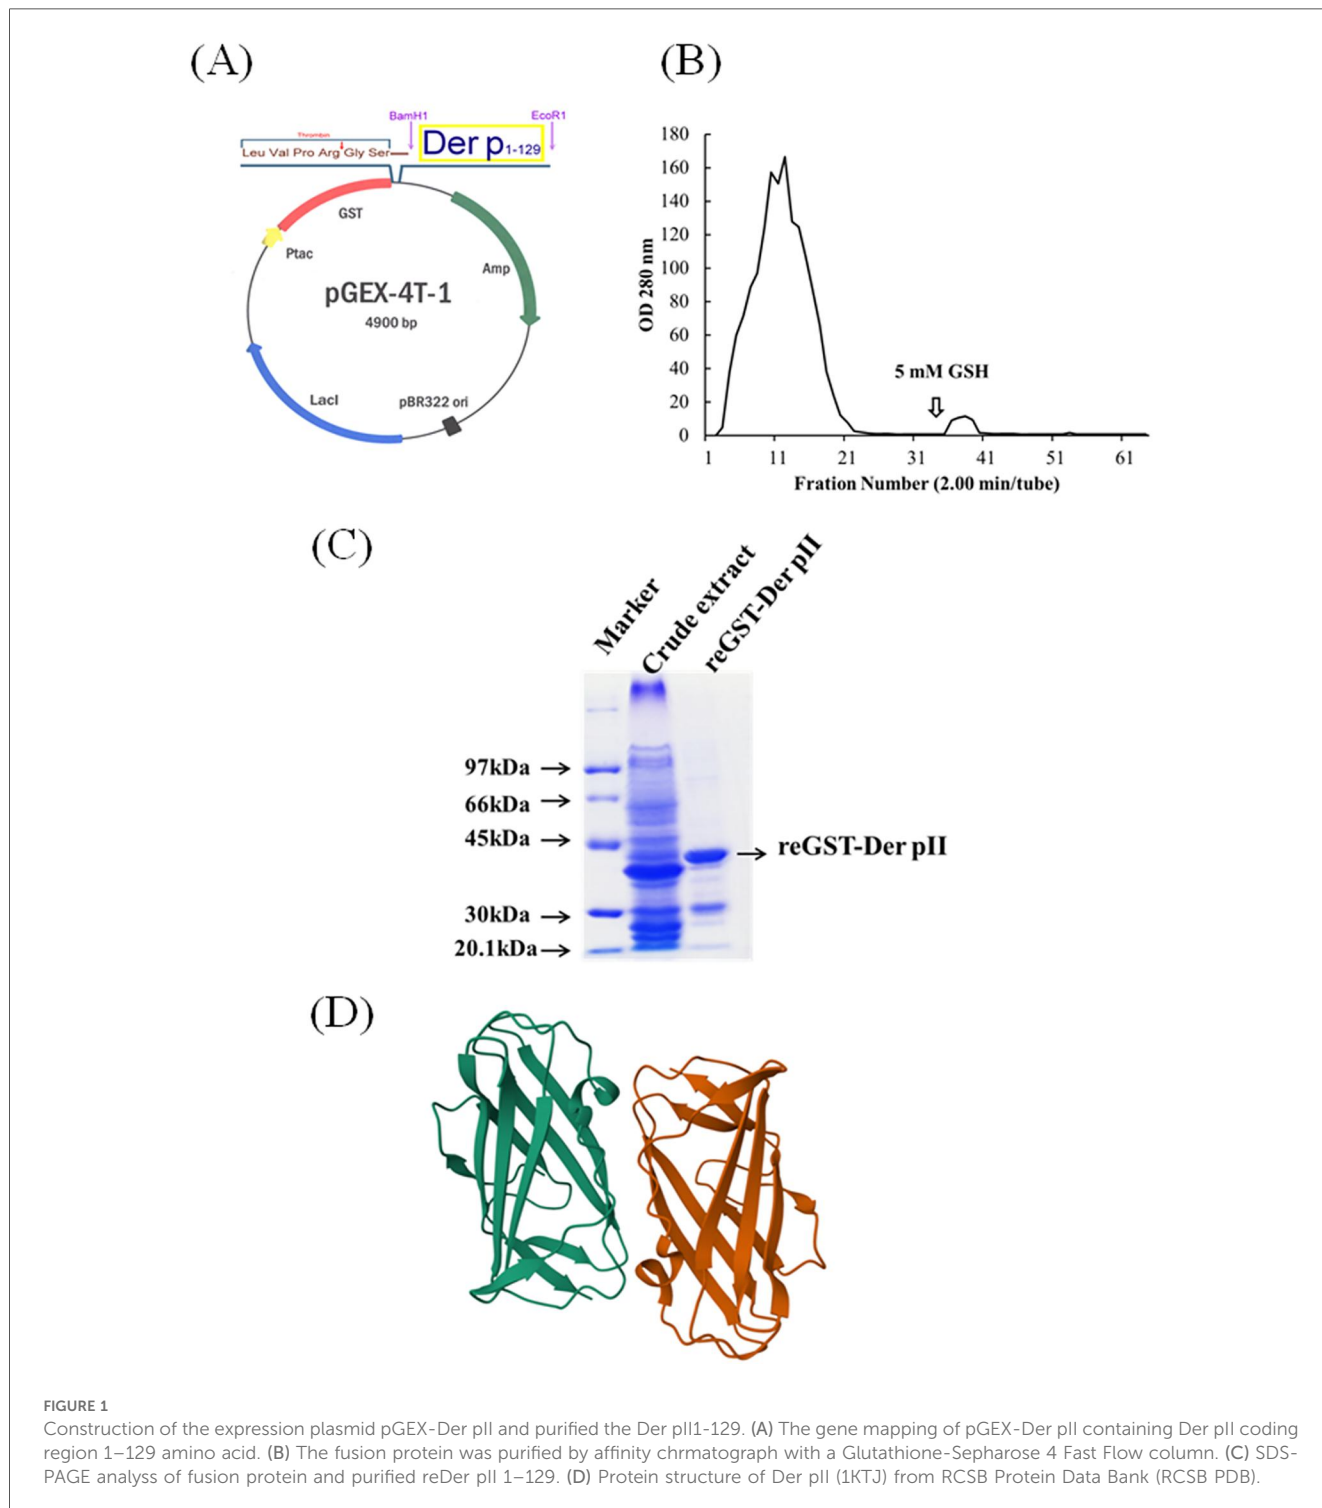 (A)
BamH1
EcoR1
Thrombin
Leu Val Pro Arg Gly Ser
Der p1-129
GST
Ptac
Amp
pGEX-4T-1
4900 bp
LacI
pBR322 ori
(B)
180
160
140
120
100
80
60
40
20
0
OD 280 nm
5 mM GSH
1 11 21 31 41 51 61
Fration Number (2.00 min/tube)
(C)
Marker
Crude extract
reGST-Der pII
97kDa
66kDa
45kDa
30kDa
20.1kDa
reGST-Der pII
(D)
FIGURE 1
Construction of the expression plasmid pGEX-Der pII and purified the Der pII1-129. (A) The gene mapping of pGEX-Der pII containing Der pII coding
region 1–129 amino acid. (B) The fusion protein was purified by affinity chrmatograph with a Glutathione-Sepharose 4 Fast Flow column. (C) SDS-
PAGE analyss of fusion protein and purified reDer pII 1–129. (D) Protein structure of Der pII (1KTJ) from RCSB Protein Data Bank (RCSB PDB).